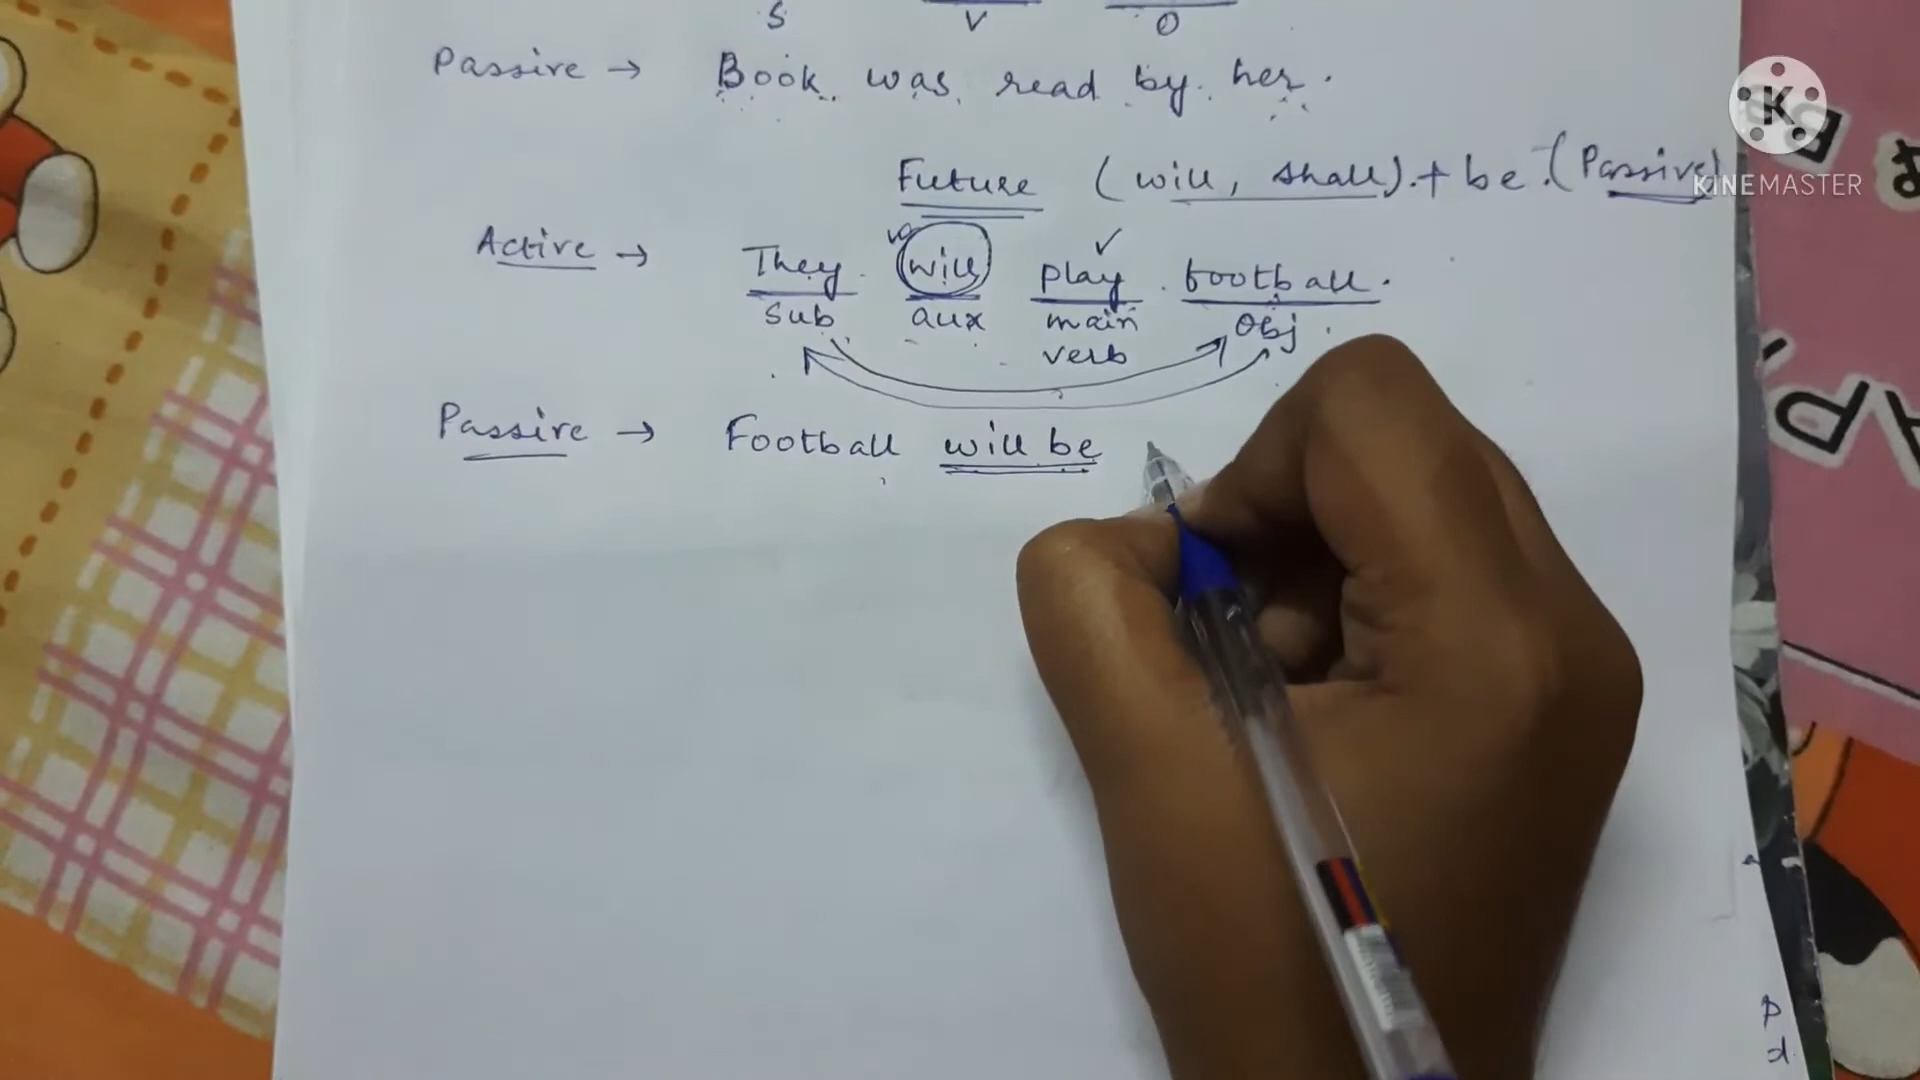 S V O
Passive → Book was read by her.
Future (will, shall) + be (Passive)
Active → They will play football.
sub aux main verb Obj
Passive → Football will be
KINEMASTER